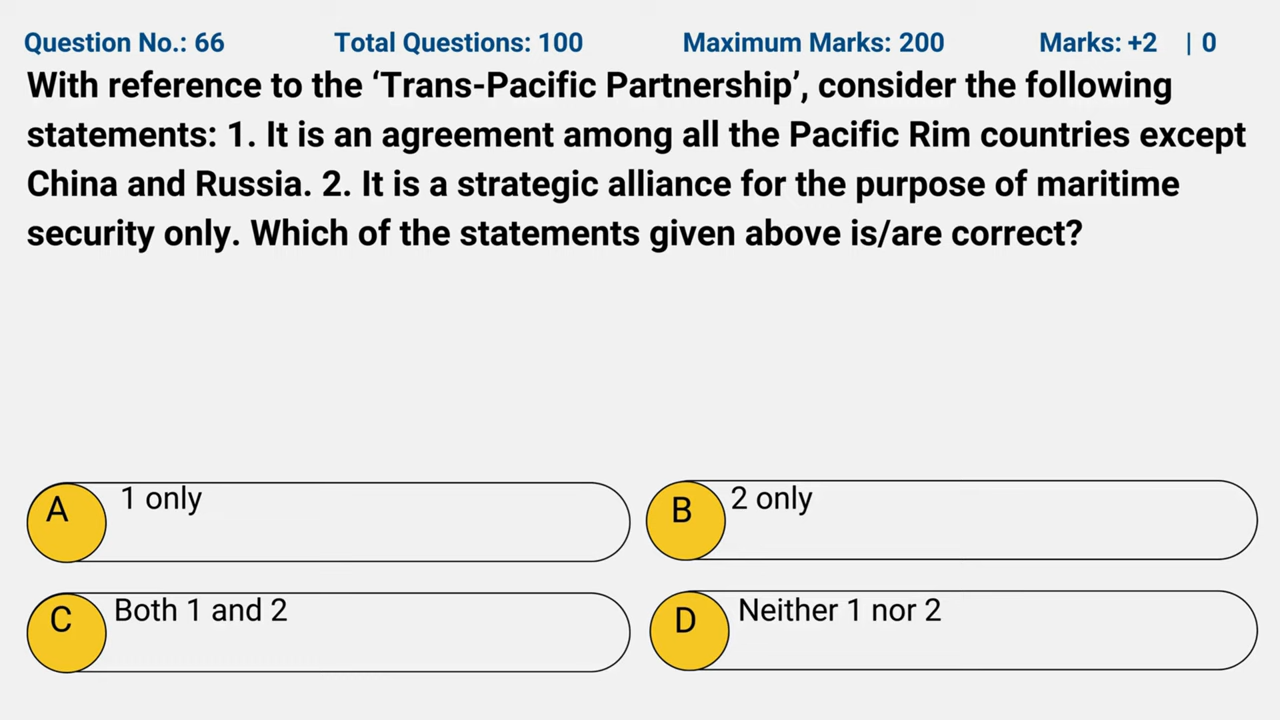 Question No.: 66 Total Questions: 100 Maximum Marks: 200 Marks: +2 | 0
With reference to the ‘Trans-Pacific Partnership’, consider the following
statements: 1. It is an agreement among all the Pacific Rim countries except
China and Russia. 2. It is a strategic alliance for the purpose of maritime
security only. Which of the statements given above is/are correct?
A 1 only
B 2 only
C Both 1 and 2
D Neither 1 nor 2